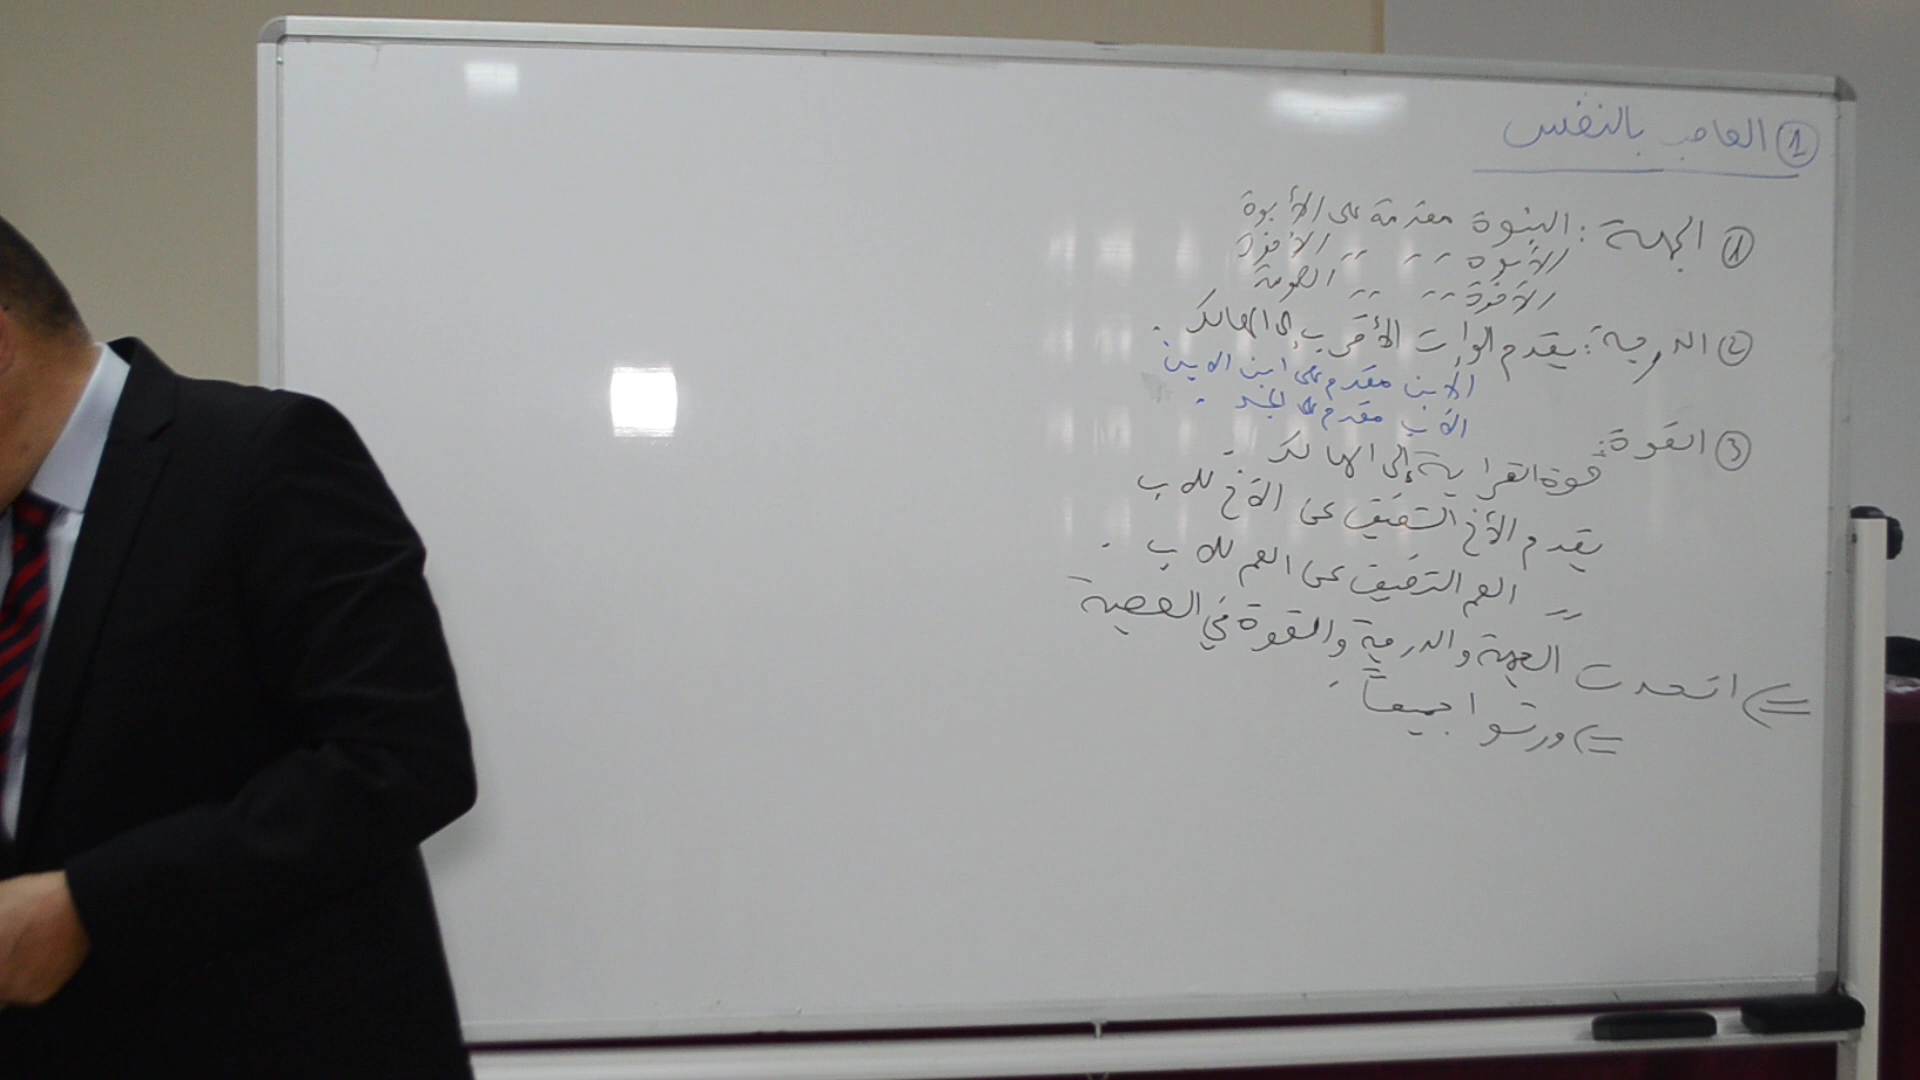 ① العاصب بالنفس
① الجهة: البنوة مقدمة على الأبوة
الأبوة -- -- الأخوة
الأخوة -- -- العمومة
② الدرجة: يقدم الوارث الأقرب إلى الهالك.
الابن مقدم على ابن الابن
الأب مقدم على الجد.
③ القوة:
قوة القرابة إلى الهالك.
يقدم الأخ الشقيق على الأخ للاب
-- العم الشقيق على العم للاب.
<= اتحدت الجهة والدرجة والقوة في العصبة
<= ورثوا جميعاً.